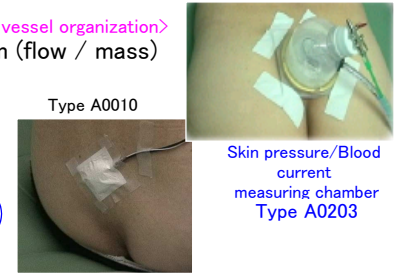 vessel organization>
(flow / mass)
Type A0010
Skin pressure/Blood
current
measuring chamber
Type A0203
)